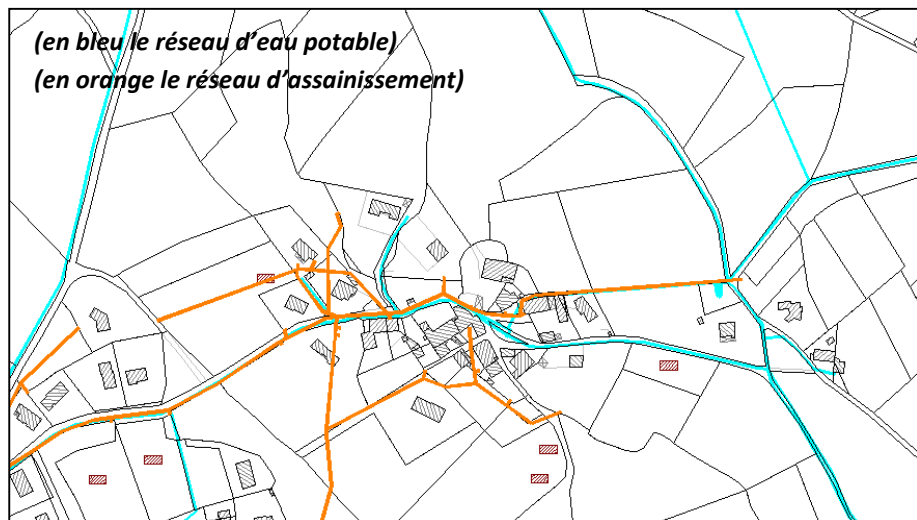 (en bleu le réseau d'eau potable)
(en orange le réseau d'assainissement)